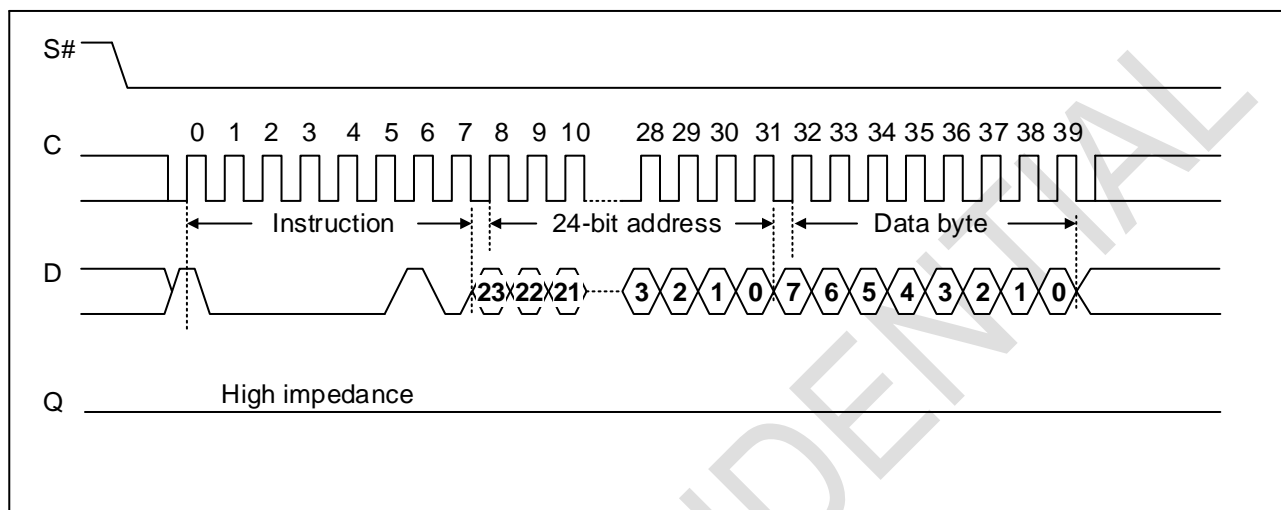 S#
C 0 1 2 3 4 5 6 7 8 9 10 28 29 30 31 32 33 34 35 36 37 38 39
Instruction 24-bit address Data byte
D 23 22 21 3 2 1 0 7 6 5 4 3 2 1 0
High impedance
Q
NDENTIAL